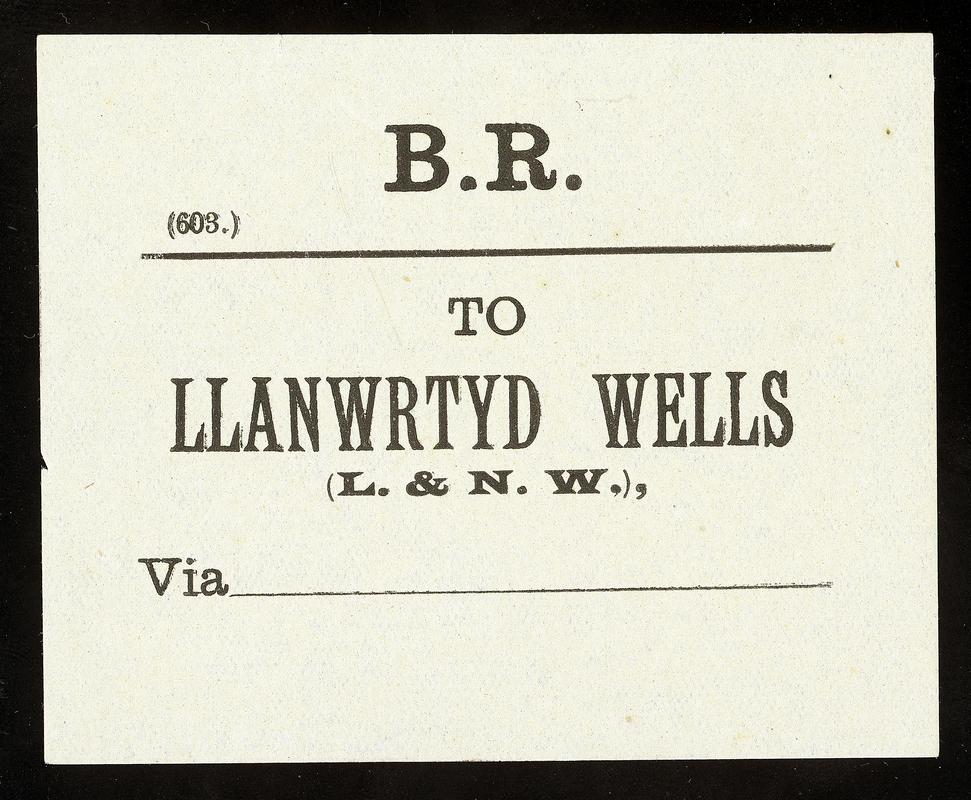 B.R.
(603.)
TO
LLANWRTYD WELLS
(L. & N. W.),
Via